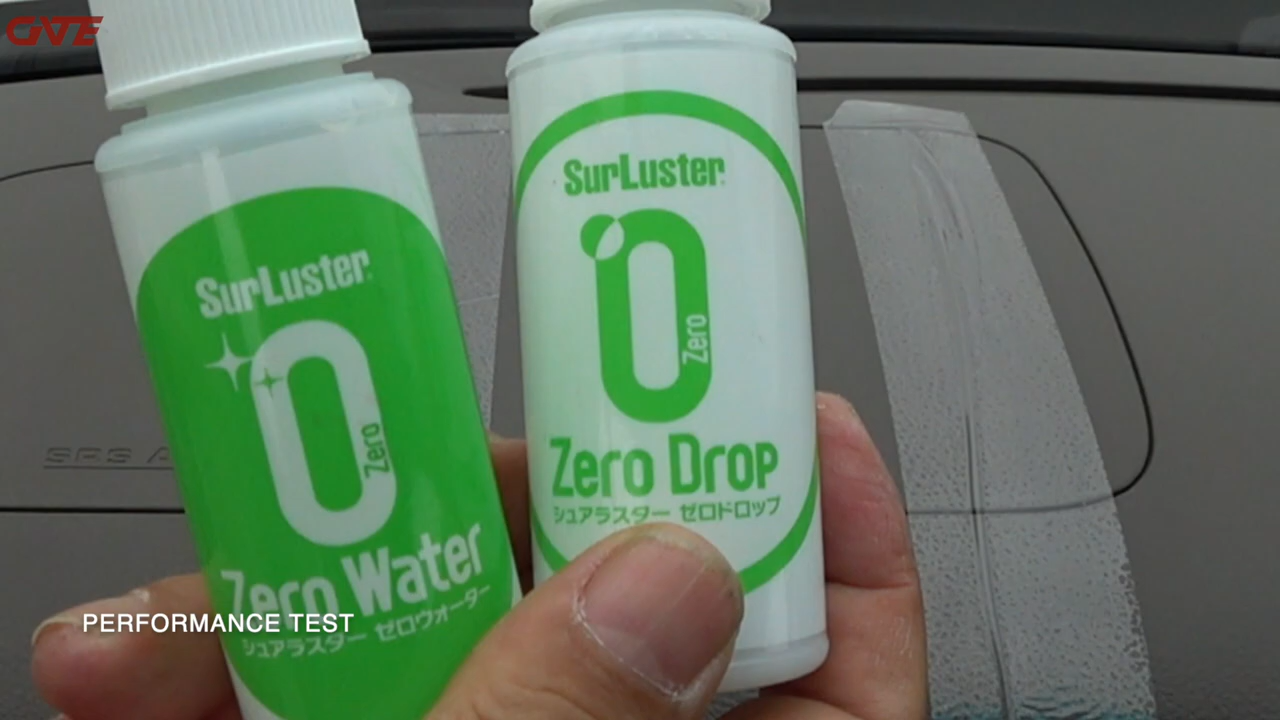 GVE
SurLuster
0
Zero
Zero Water
シュアラスター ゼロウォーター
SurLuster
0
Zero
Zero Drop
シュアラスター ゼロドロップ
SRS A
PERFORMANCE TEST